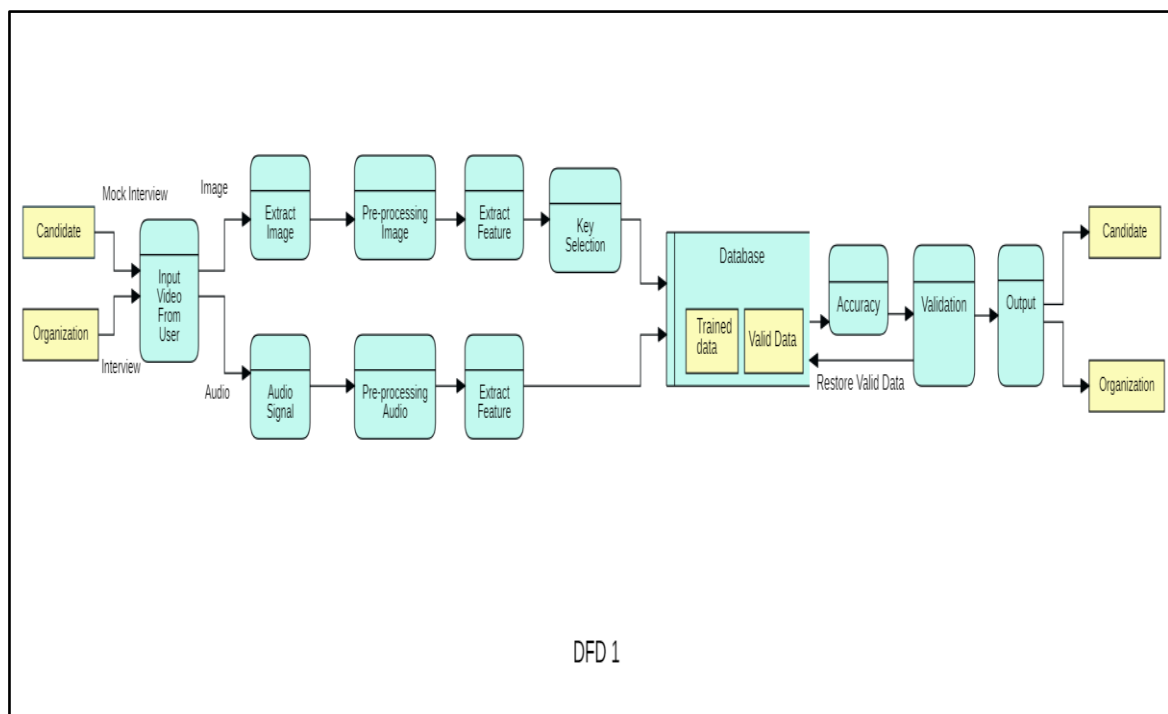 Mock Interview
Image
Candidate
Organization
Interview
Input
Video
From
User
Audio
Extract
Image
Pre-processing
Image
Extract
Feature
Key
Selection
Audio
Signal
Pre-processing
Audio
Extract
Feature
Database
Trained
data
Valid Data
Accuracy
Validation
Restore Valid Data
Output
Candidate
Organization
DFD 1